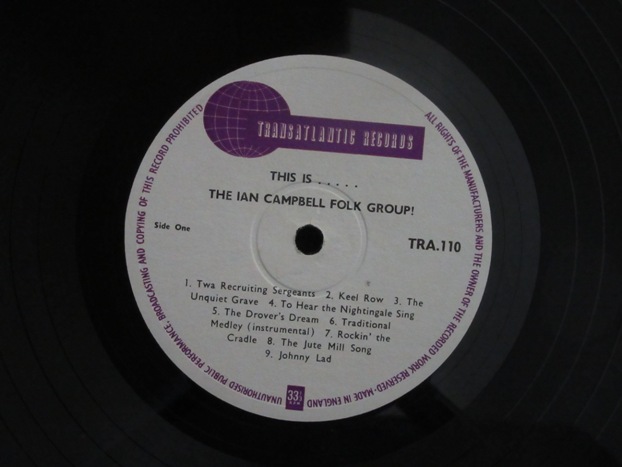 TRANSATLANTIC RECORDS
THIS IS . . . . .
THE IAN CAMPBELL FOLK GROUP!
Side One
TRA.110
1. Twa Recruiting Sergeants 2. Keel Row 3. The
Unquiet Grave 4. To Hear the Nightingale Sing
5. The Drover's Dream 6. Traditional
Medley (instrumental) 7. Rockin' the
Cradle 8. The Jute Mill Song
9. Johnny Lad
33⅓
RPM
ALL RIGHTS OF THE MANUFACTURERS AND THE OWNER OF THE RECORDED WORK RESERVED-MADE IN ENGLAND
UNAUTHORISED PUBLIC PERFORMANCE, BROADCASTING AND COPYING OF THIS RECORD PROHIBITED